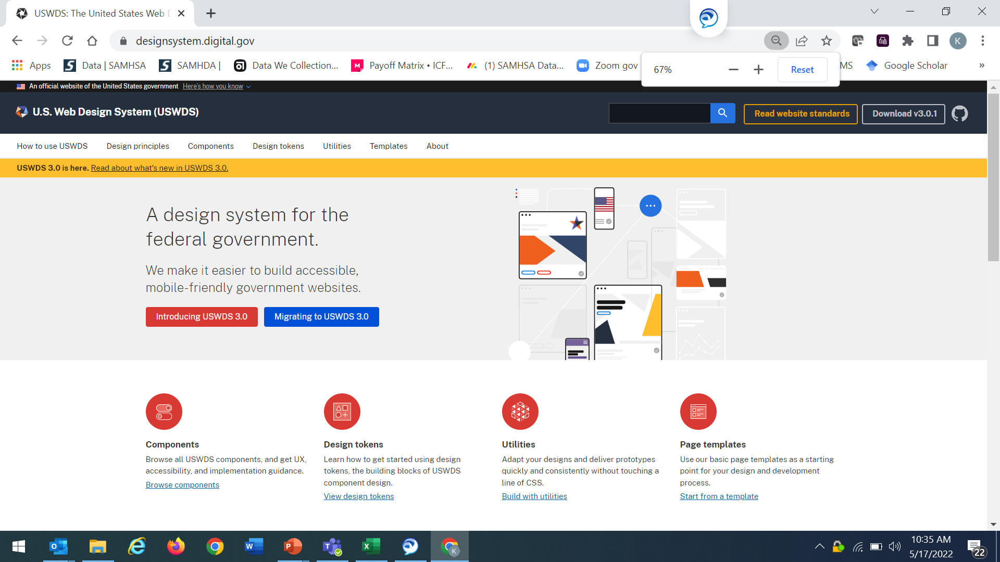 USWDS: The United States Web D
designsystem.digital.gov
K
Apps
Data | SAMHSA
SAMHDA |
Data We Collection...
Payoff Matrix • ICF...
(1) SAMHSA Data...
Zoom gov
MS
Google Scholar
»
67%
Reset
An official website of the United States government Here's how you know
U.S. Web Design System (USWDS)
Read website standards
Download v3.0.1
How to use USWDS
Design principles
Components
Design tokens
Utilities
Templates
About
USWDS 3.0 is here. Read about what's new in USWDS 3.0.
A design system for the
federal government.
We make it easier to build accessible,
mobile-friendly government websites.
Introducing USWDS 3.0
Migrating to USWDS 3.0
Components
Browse all USWDS components, and get UX,
accessibility, and implementation guidance.
Browse components
Design tokens
Learn how to get started using design
tokens, the building blocks of USWDS
component design.
View design tokens
Utilities
Adapt your designs and deliver prototypes
quickly and consistently without touching a
line of CSS.
Build with utilities
Page templates
Use our basic page templates as a starting
point for your design and development
process.
Start from a template
10:35 AM
5/17/2022
22